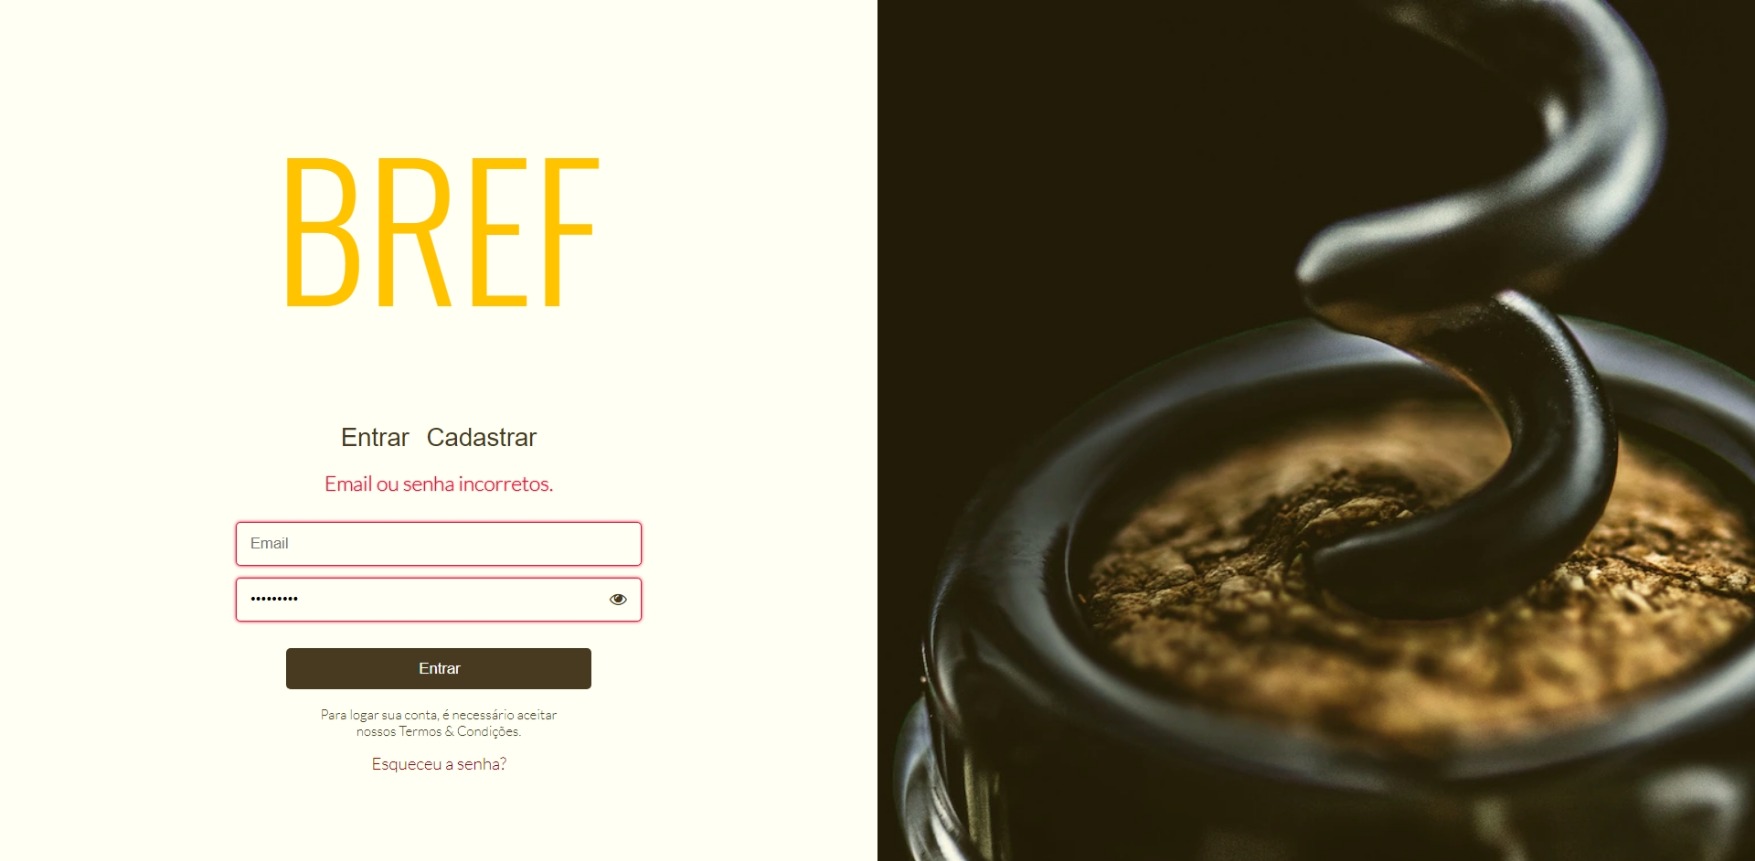 BREF
Entrar Cadastrar
Email ou senha incorretos.
Email
•••••••••
Entrar
Para logar sua conta, é necessário aceitar
nossos Termos & Condições.
Esqueceu a senha?